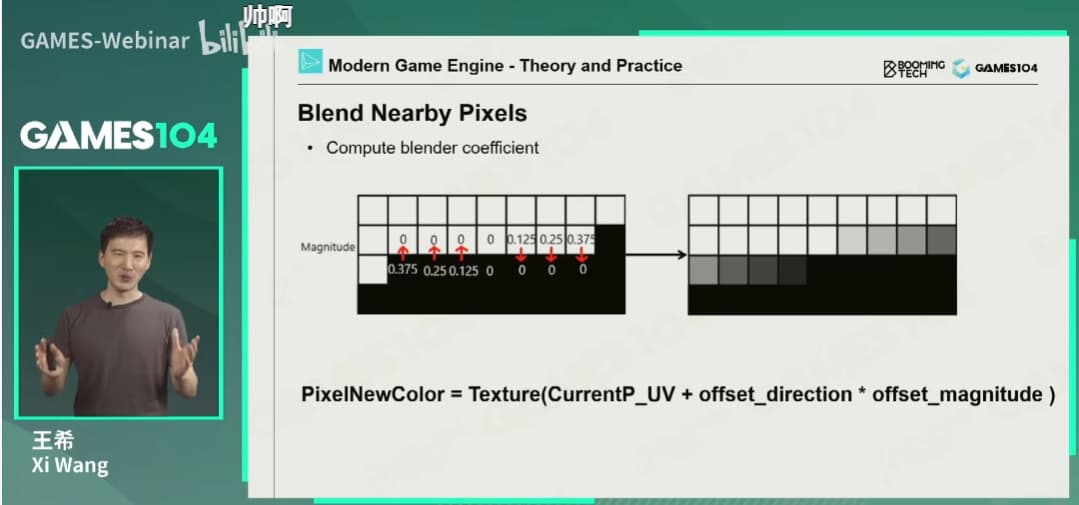 帅啊
GAMES-Webinar bilibili
GAMES104
王希
Xi Wang
Modern Game Engine - Theory and Practice
BOOMING TECH
GAMES104
Blend Nearby Pixels
• Compute blender coefficient
Magnitude
0 0 0 0 0.125 0.25 0.375
0.375 0.25 0.125 0 0 0 0
PixelNewColor = Texture(CurrentP_UV + offset_direction * offset_magnitude )